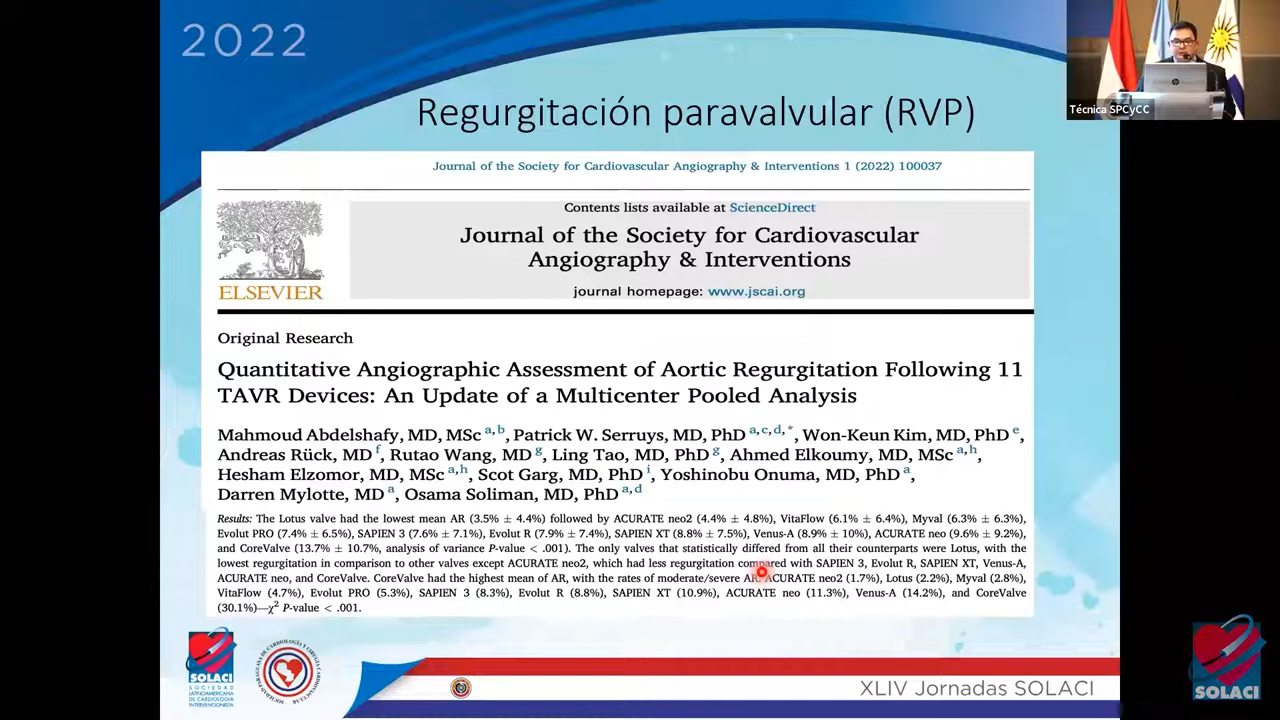 2022
Técnica SPCyCC
Regurgitación paravalvular (RVP)
Journal of the Society for Cardiovascular Angiography & Interventions 1 (2022) 100037
Contents lists available at ScienceDirect
Journal of the Society for Cardiovascular
Angiography & Interventions
journal homepage: www.jscai.org
ELSEVIER
Original Research
Quantitative Angiographic Assessment of Aortic Regurgitation Following 11
TAVR Devices: An Update of a Multicenter Pooled Analysis
Mahmoud Abdelshafy, MD, MSc a,b, Patrick W. Serruys, MD, PhD a,c,d,*, Won-Keun Kim, MD, PhD e,
Andreas Rück, MD f, Rutao Wang, MD g, Ling Tao, MD, PhD g, Ahmed Elkoumy, MD, MSc a,h,
Hesham Elzomor, MD, MSc a,h, Scot Garg, MD, PhD i, Yoshinobu Onuma, MD, PhD a,
Darren Mylotte, MD a, Osama Soliman, MD, PhD a,d
Results: The Lotus valve had the lowest mean AR (3.5% ± 4.4%) followed by ACURATE neo2 (4.4% ± 4.8%), VitaFlow (6.1% ± 6.4%), Myval (6.3% ± 6.3%),
Evolut PRO (7.4% ± 6.5%), SAPIEN 3 (7.6% ± 7.1%), Evolut R (7.9% ± 7.4%), SAPIEN XT (8.8% ± 7.5%), Venus-A (8.9% ± 10%), ACURATE neo (9.6% ± 9.2%),
and CoreValve (13.7% ± 10.7%, analysis of variance P-value < .001). The only valves that statistically differed from all their counterparts were Lotus, with the
lowest regurgitation in comparison to other valves except ACURATE neo2, which had less regurgitation compared with SAPIEN 3, Evolut R, SAPIEN XT, Venus-A,
ACURATE neo, and CoreValve. CoreValve had the highest mean of AR, with the rates of moderate/severe AR: ACURATE neo2 (1.7%), Lotus (2.2%), Myval (2.8%),
VitaFlow (4.7%), Evolut PRO (5.3%), SAPIEN 3 (8.3%), Evolut R (8.8%), SAPIEN XT (10.9%), ACURATE neo (11.3%), Venus-A (14.2%), and CoreValve
(30.1%)—χ2 P-value < .001.
SOLACI
SOCIEDAD
LATINOAMERICANA
DE CARDIOLOGIA
INTERVENCIONISTA
SOCIEDAD PARAGUAYA DE CARDIOLOGÍA Y CIRUGÍA CARDIOVASCULAR
XLIV Jornadas SOLACI
SOLACI